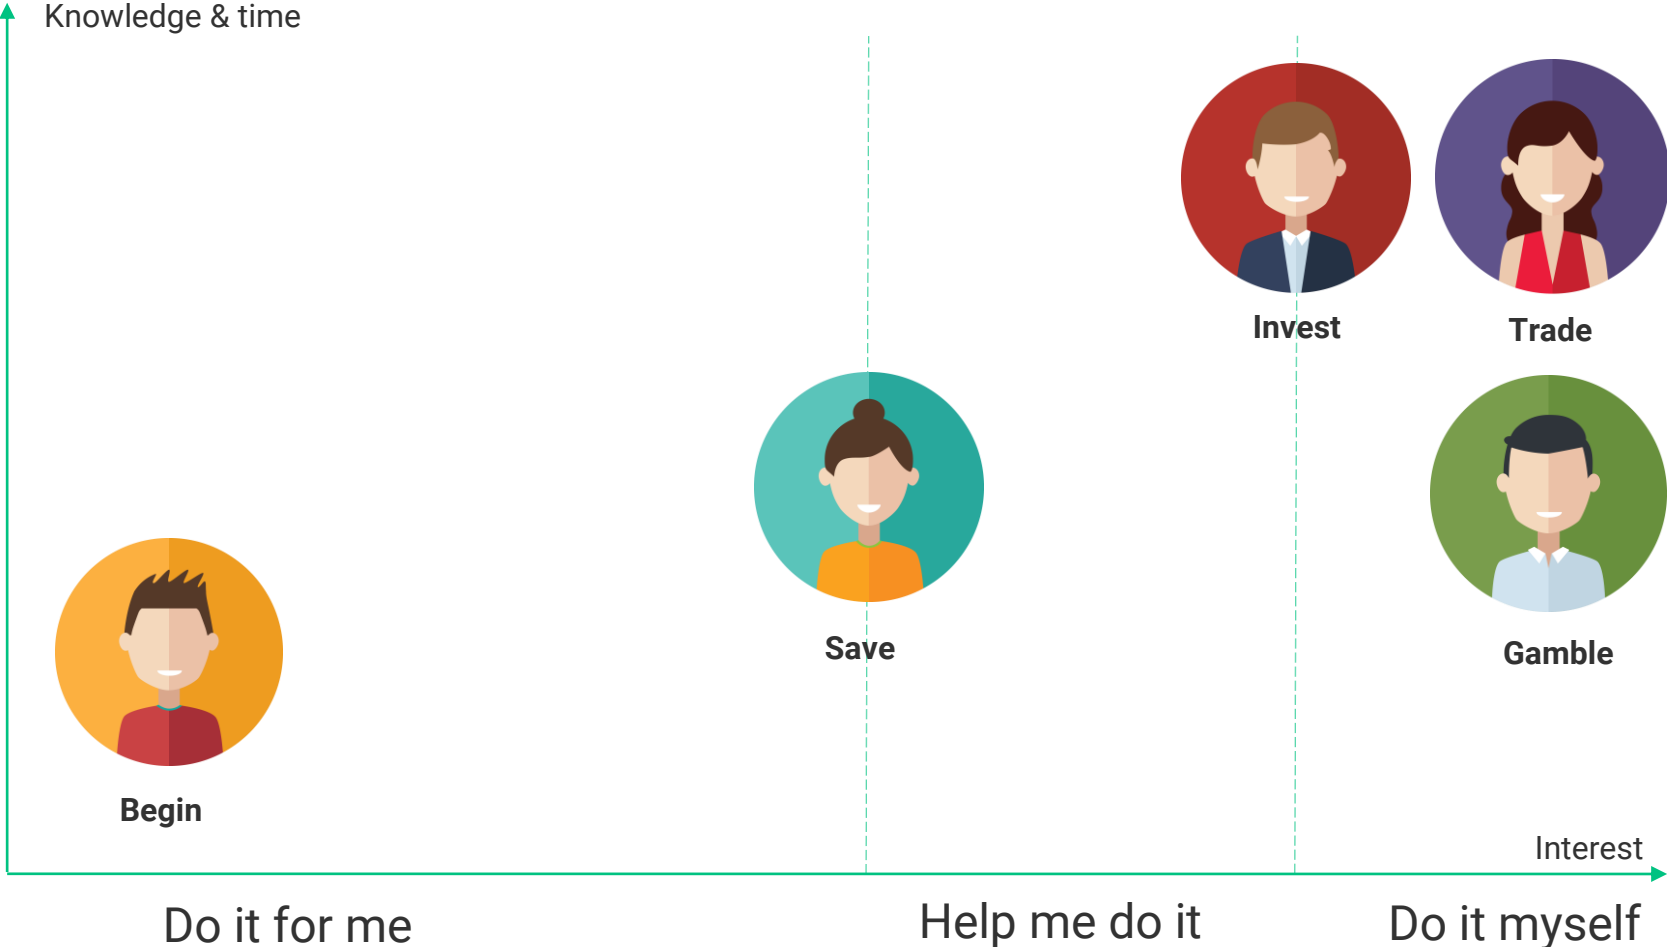 Knowledge & time
Invest
Trade
Save
Gamble
Begin
Interest
Do it for me
Help me do it
Do it myself